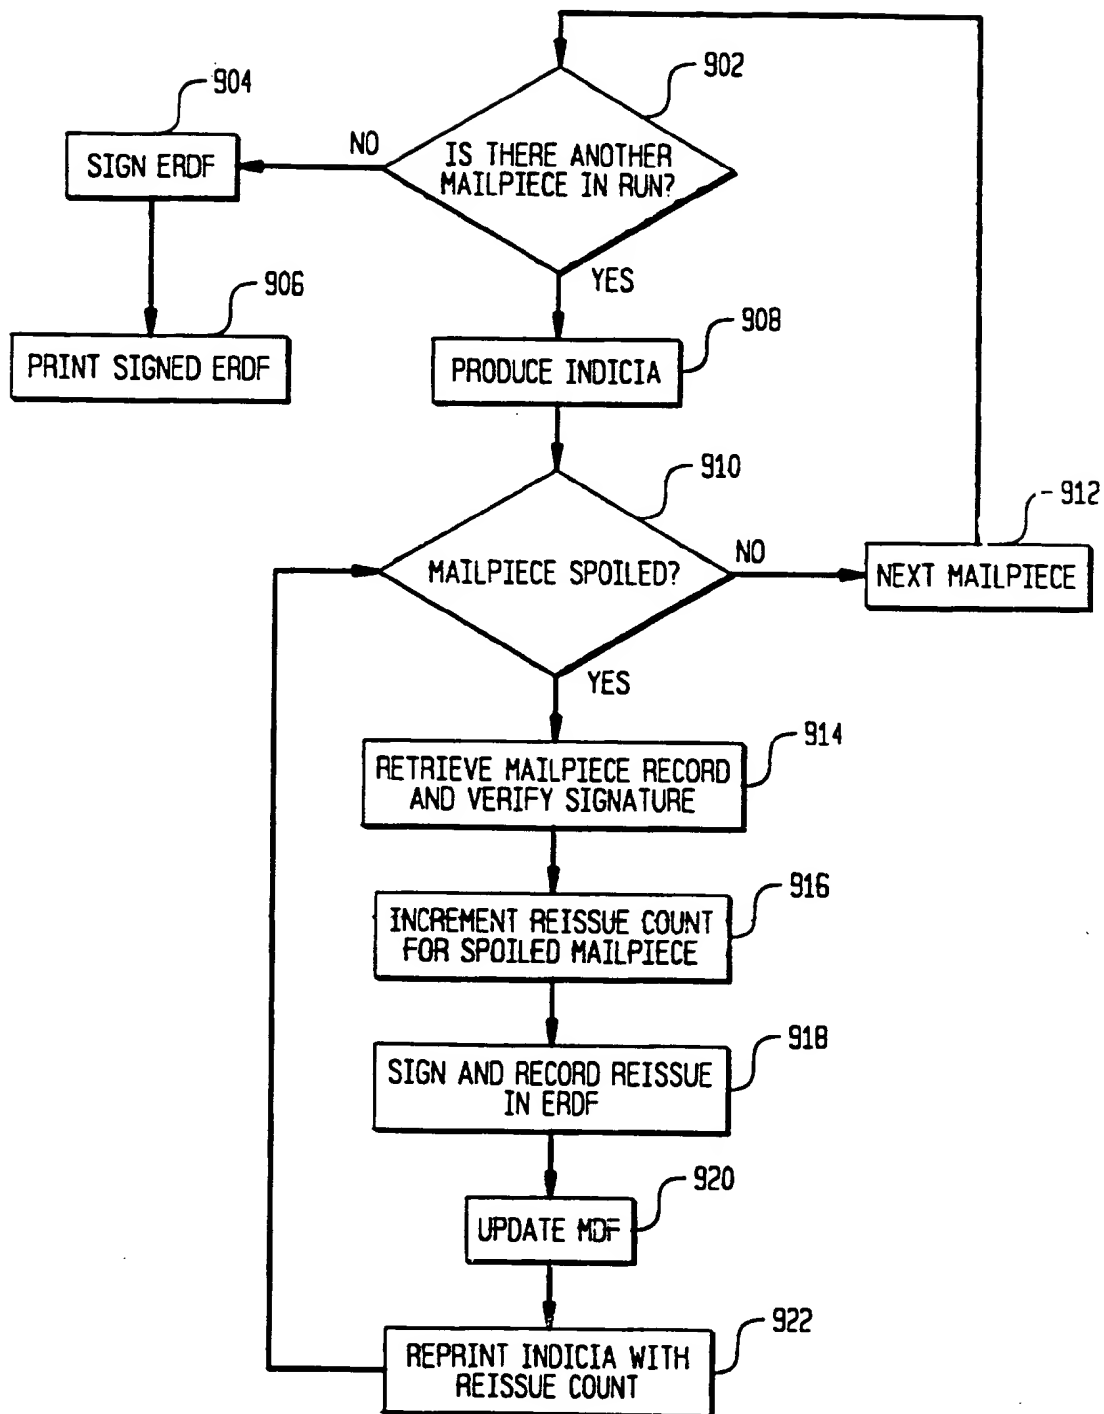 902
904
NO
IS THERE ANOTHER
MAILPIECE IN RUN?
SIGN ERDF
YES
906
908
PRINT SIGNED ERDF
PRODUCE INDICIA
910
912
NO
MAILPIECE SPOILED?
NEXT MAILPIECE
YES
914
RETRIEVE MAILPIECE RECORD
AND VERIFY SIGNATURE
916
INCREMENT REISSUE COUNT
FOR SPOILED MAILPIECE
918
SIGN AND RECORD REISSUE
IN ERDF
920
UPDATE MDF
922
REPRINT INDICIA WITH
REISSUE COUNT